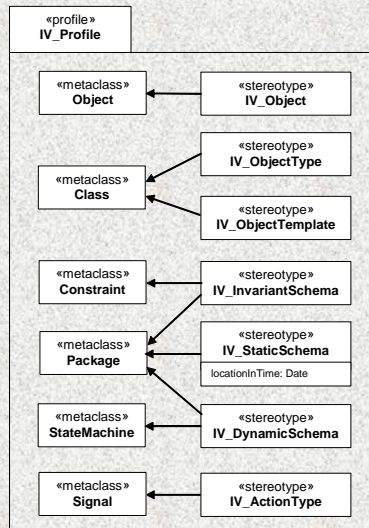 «profile»
IV_Profile
«metaclass»
Object
«stereotype»
IV_Object
«stereotype»
IV_ObjectType
«metaclass»
Class
«stereotype»
IV_ObjectTemplate
«metaclass»
Constraint
«stereotype»
IV_InvariantSchema
«metaclass»
Package
«stereotype»
IV_StaticSchema
locationInTime: Date
«metaclass»
StateMachine
«stereotype»
IV_DynamicSchema
«metaclass»
Signal
«stereotype»
IV_ActionType